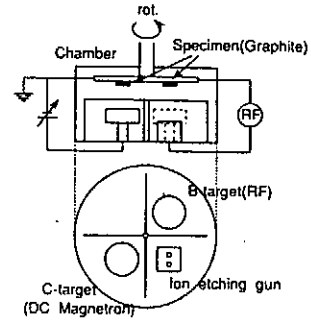 rot.
Chamber
Specimen(Graphite)
RF
B-target(RF)
C-target
(DC Magnetron)
Ion etching gun